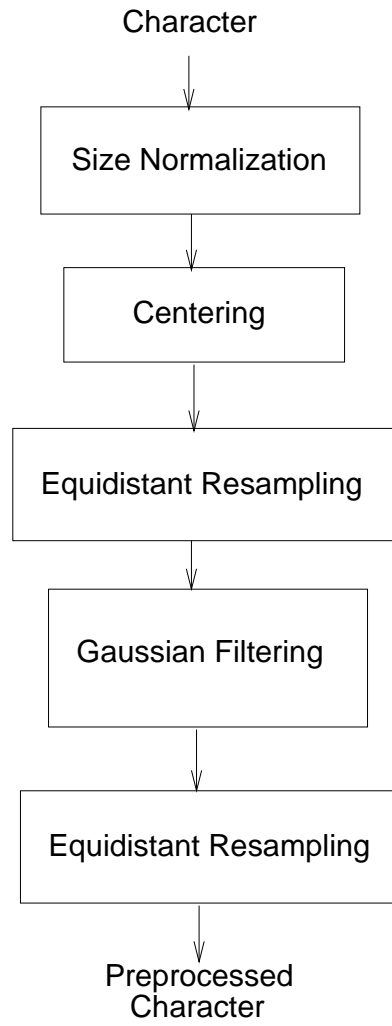 Character
Size Normalization
Centering
Equidistant Resampling
Gaussian Filtering
Equidistant Resampling
Preprocessed
Character